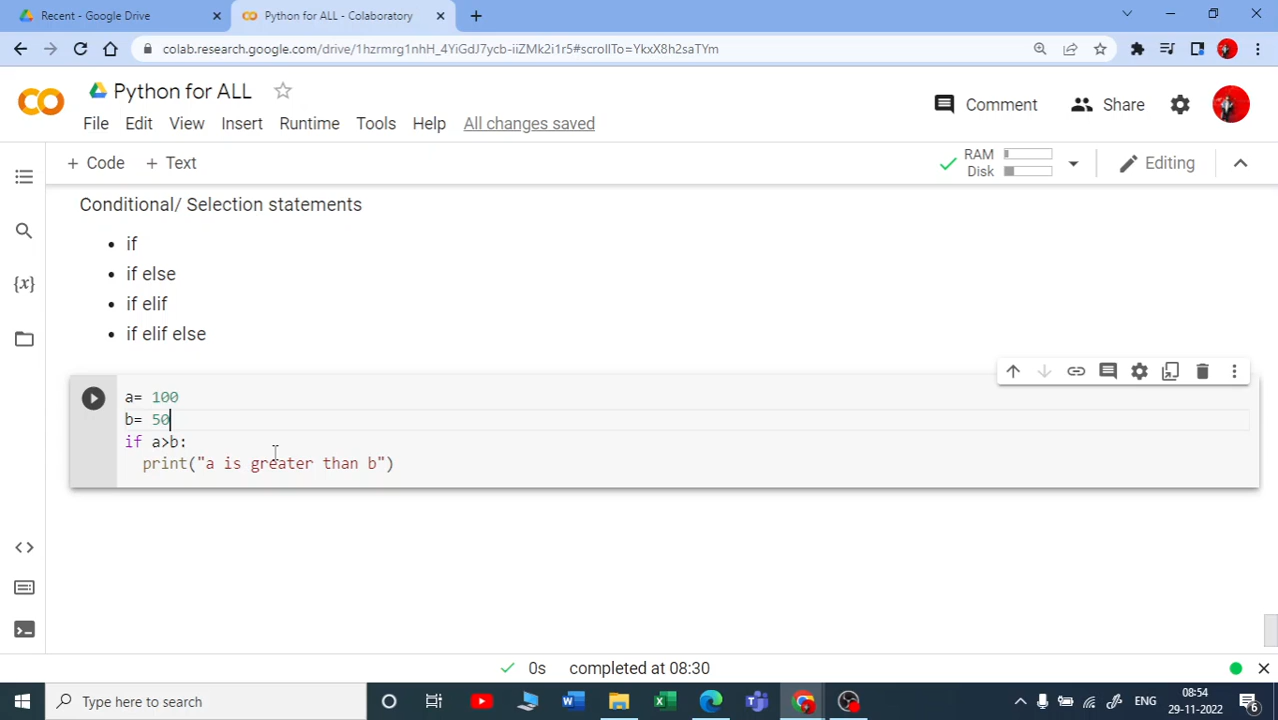 Recent - Google Drive
Python for ALL - Colaboratory
colab.research.google.com/drive/1hzrmrg1nhH_4YiGdJ7ycb-iiZMk2i1r5#scrollTo=YkxX8h2saTYm
Python for ALL
Comment
Share
File Edit View Insert Runtime Tools Help All changes saved
+ Code + Text
RAM
Disk
Editing
Conditional/ Selection statements
• if
• if else
• if elif
• if elif else
a= 100
b= 50
if a>b:
print("a is greater than b")
0s completed at 08:30
Type here to search
ENG
08:54
29-11-2022
6